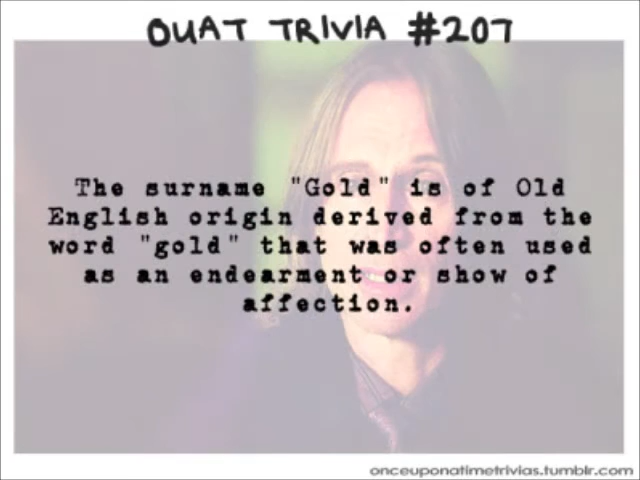 OUAT TRIVIA #207
The surname "Gold" is of Old
English origin derived from the
word "gold" that was often used
as an endearment or show of
affection.
onceuponatimetrivias.tumblr.com